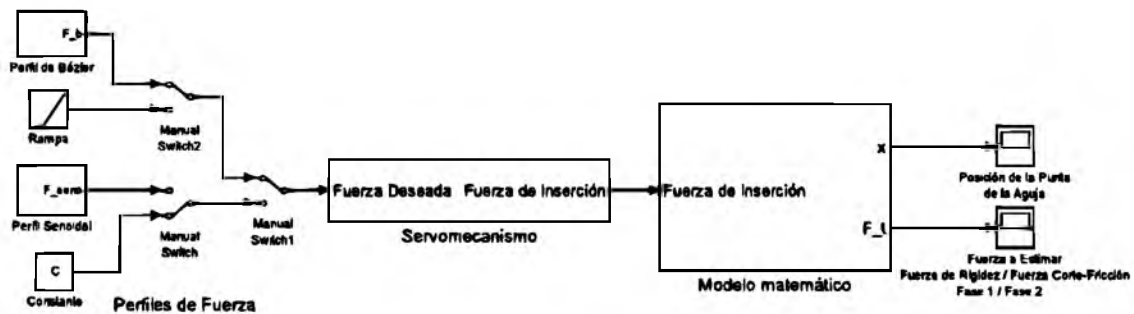 F_b
Perfil de Bézier
Rampa
Manual
Switch2
F_seno
Perfil Senoidal
Manual
Switch
Manual
Switch1
C
Constante
Perfiles de Fuerza
Fuerza Deseada Fuerza de Inserción
Servomecanismo
Fuerza de Inserción
x
F_t
Modelo matemático
Posición de la Punta
de la Aguja
Fuerza a Estimar
Fuerza de Rigidez / Fuerza Corte-Fricción
Fase 1 / Fase 2